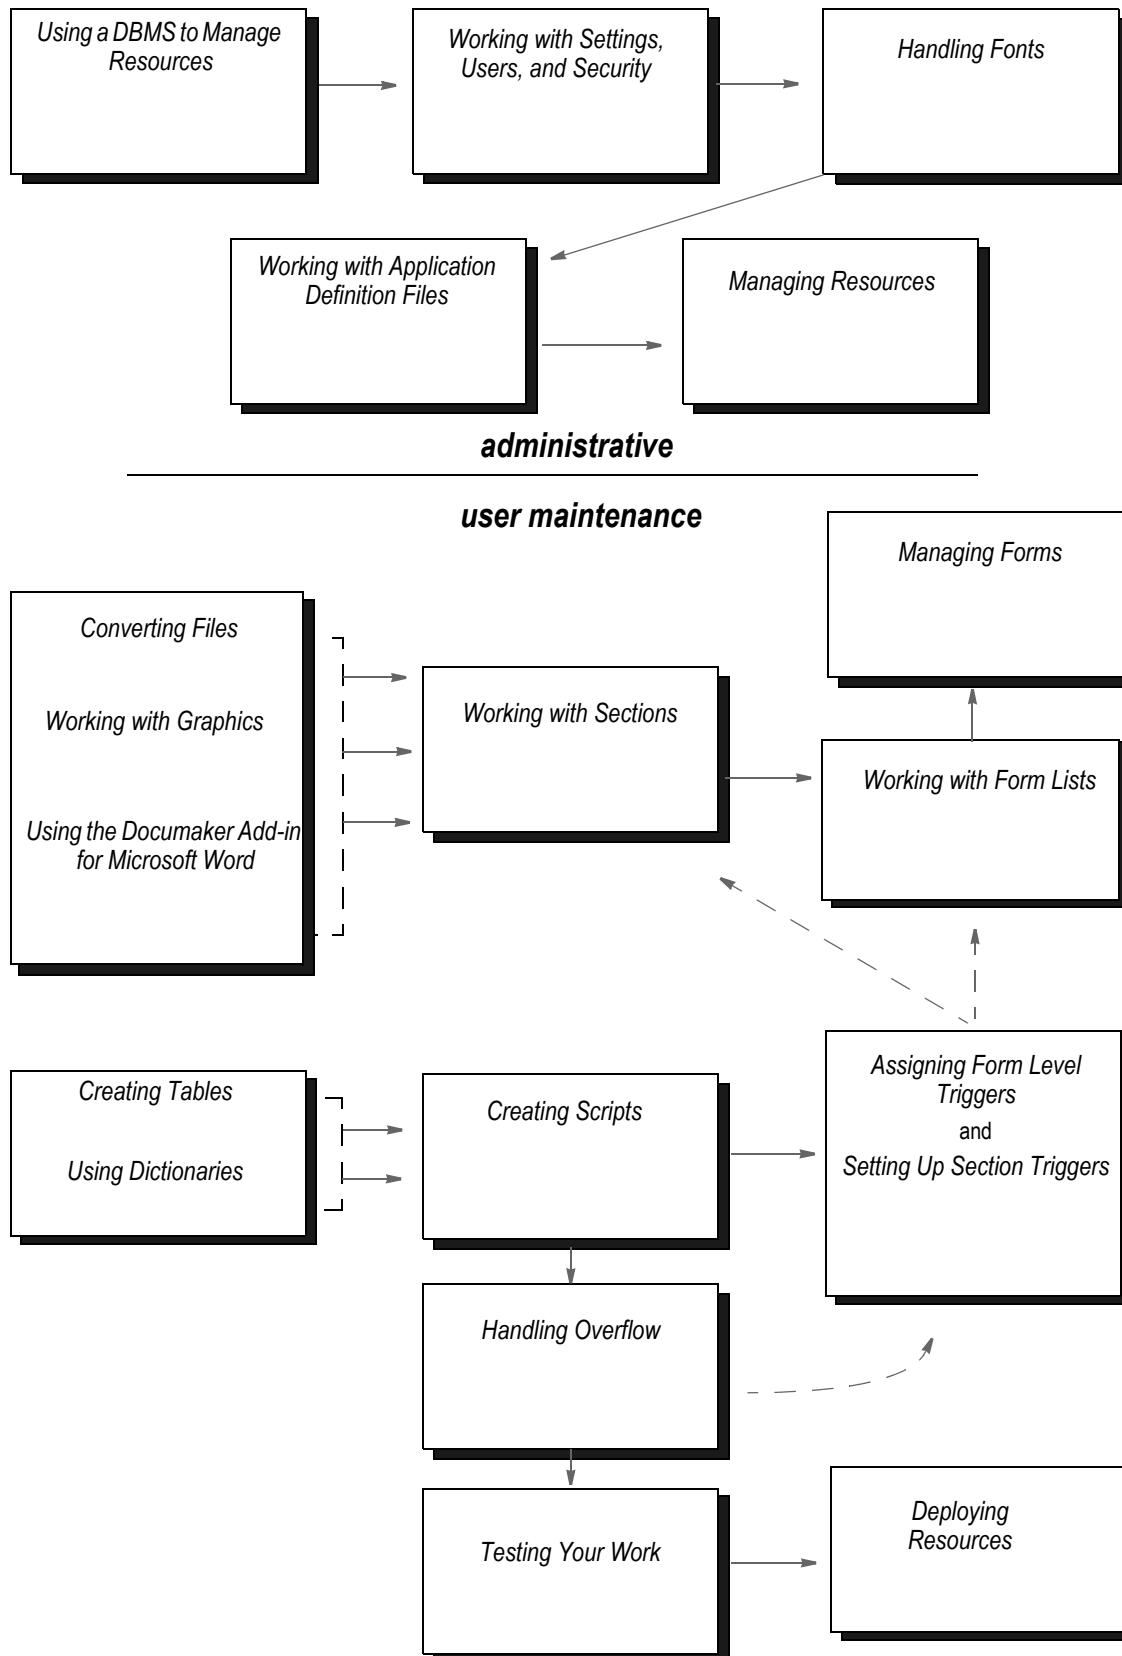 Using a DBMS to Manage
Resources
Working with Settings,
Users, and Security
Handling Fonts
Working with Application
Definition Files
Managing Resources
administrative
user maintenance
Managing Forms
Converting Files
Working with Graphics
Using the Documaker Add-in
for Microsoft Word
Working with Sections
Working with Form Lists
Creating Tables
Using Dictionaries
Creating Scripts
Assigning Form Level
Triggers
and
Setting Up Section Triggers
Handling Overflow
Testing Your Work
Deploying
Resources